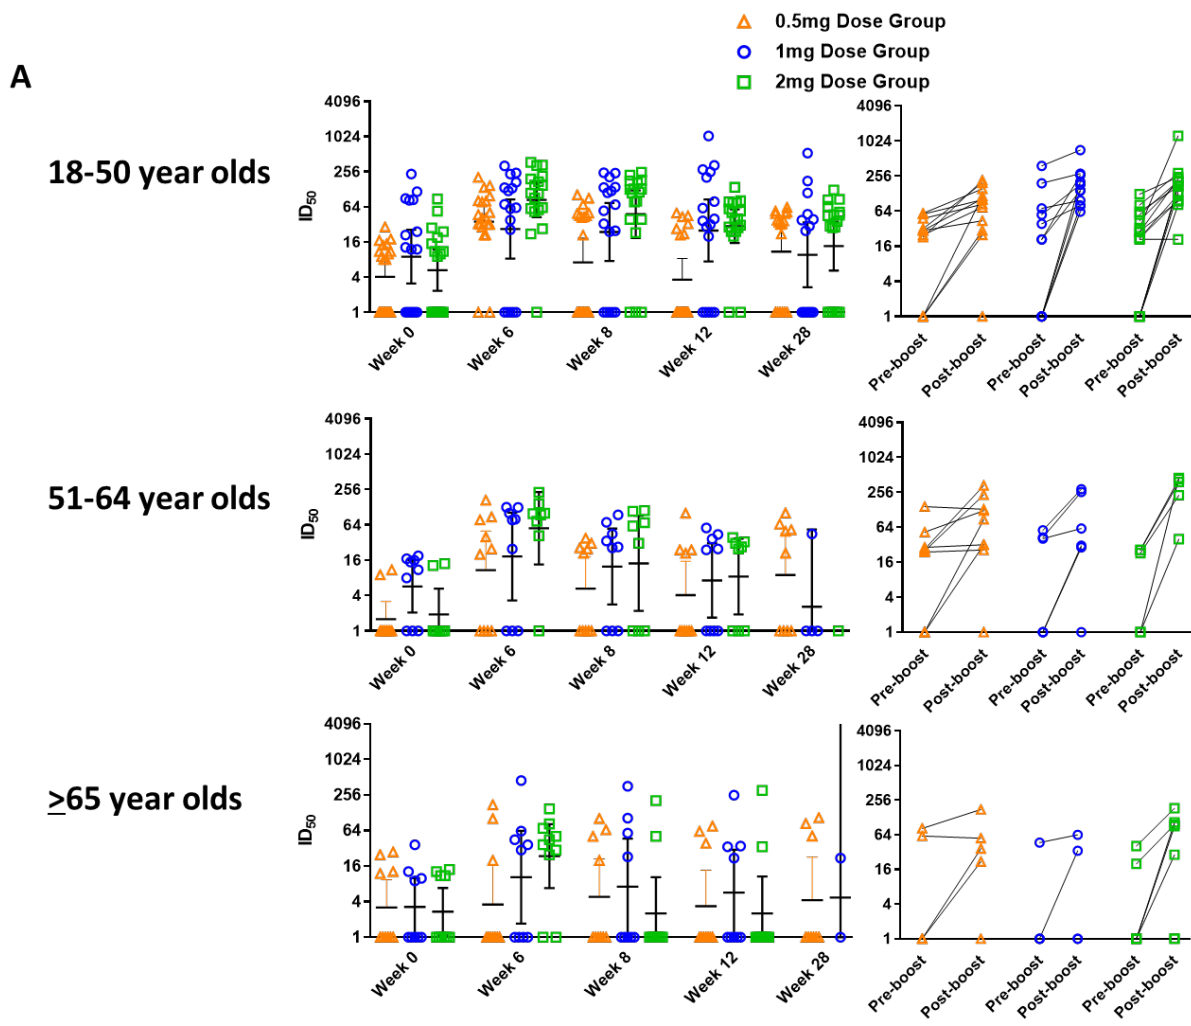 0.5mg Dose Group
1mg Dose Group
2mg Dose Group
A
18-50 year olds
ID50
4096
1024
256
64
16
4
1
Week 0
Week 6
Week 8
Week 12
Week 28
4096
1024
256
64
16
4
1
Pre-boost
Post-boost
Pre-boost
Post-boost
Pre-boost
Post-boost
51-64 year olds
ID50
4096
1024
256
64
16
4
1
Week 0
Week 6
Week 8
Week 12
Week 28
4096
1024
256
64
16
4
1
Pre-boost
Post-boost
Pre-boost
Post-boost
Pre-boost
Post-boost
≥65 year olds
ID50
4096
1024
256
64
16
4
1
Week 0
Week 6
Week 8
Week 12
Week 28
4096
1024
256
64
16
4
1
Pre-boost
Post-boost
Pre-boost
Post-boost
Pre-boost
Post-boost